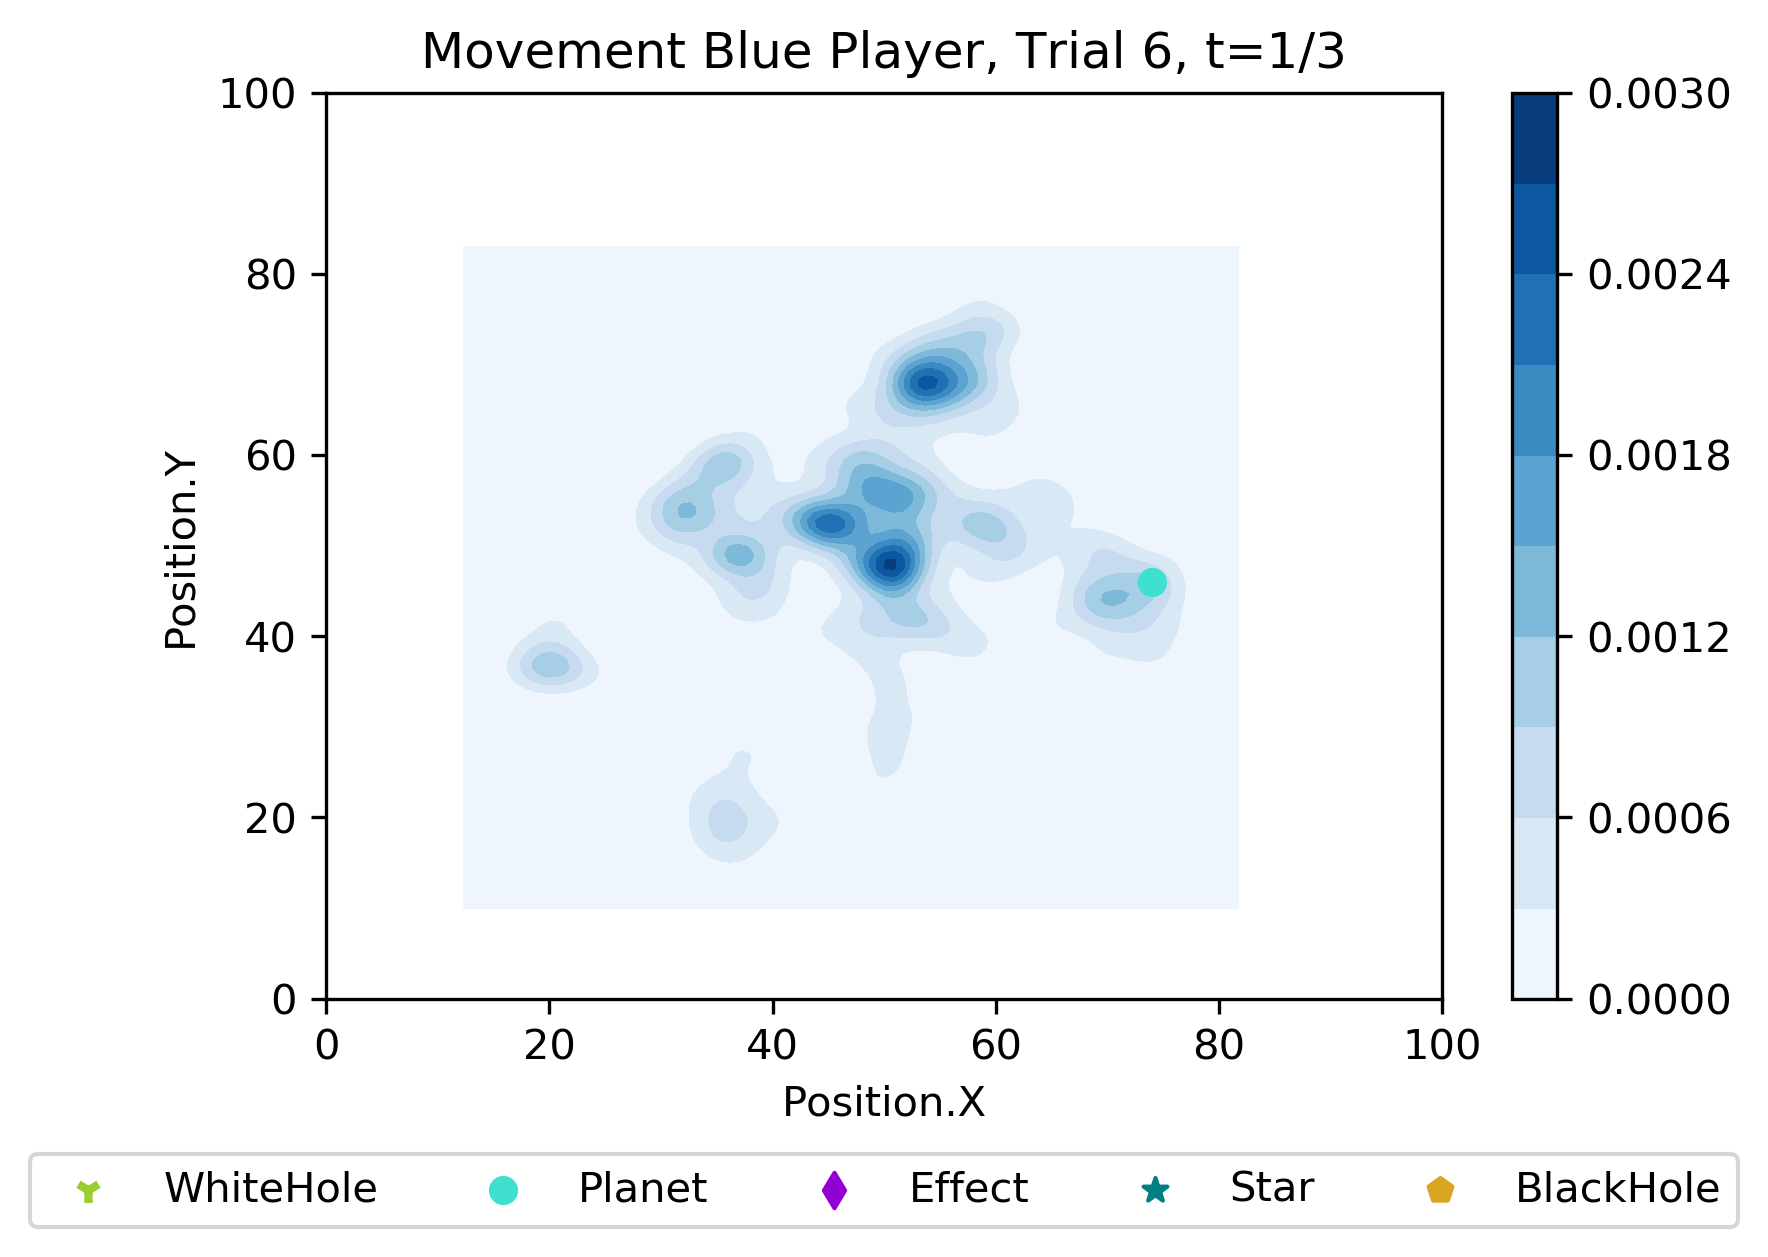 Movement Blue Player, Trial 6, t=1/3
100
80
60
40
20
0
Position.Y
0 20 40 60 80 100
Position.X
0.0030
0.0024
0.0018
0.0012
0.0006
0.0000
WhiteHole Planet Effect Star BlackHole